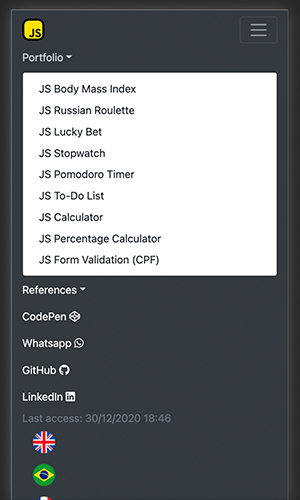 JS
Portfolio
JS Body Mass Index
JS Russian Roulette
JS Lucky Bet
JS Stopwatch
JS Pomodoro Timer
JS To-Do List
JS Calculator
JS Percentage Calculator
JS Form Validation (CPF)
References
CodePen
Whatsapp
GitHub
LinkedIn in
Last access: 30/12/2020 18:46